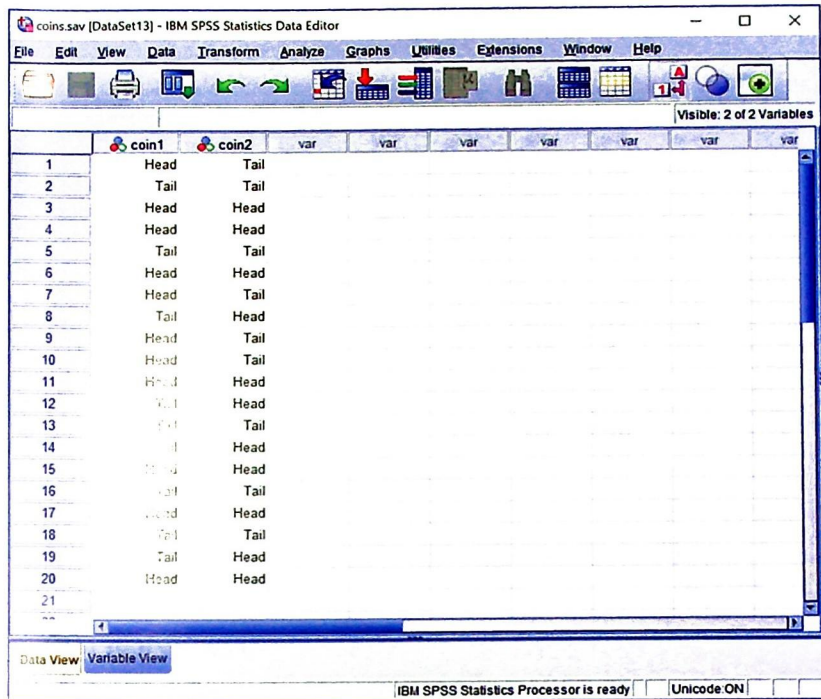 coins.sav [DataSet13] - IBM SPSS Statistics Data Editor
File Edit View Data Transform Analyze Graphs Utilities Extensions Window Help
Visible: 2 of 2 Variables
coin1 coin2 var var var var var var var
1 Head Tail
2 Tail Tail
3 Head Head
4 Head Head
5 Tail Tail
6 Head Head
7 Head Tail
8 Tail Head
9 Head Tail
10 Head Tail
11 Head Head
12 Head
13 Tail
14 Head
15 Head Head
16 Tail Tail
17 Head Head
18 Tail Tail
19 Tail Head
20 Head Head
21
Data View Variable View
IBM SPSS Statistics Processor is ready Unicode:ON